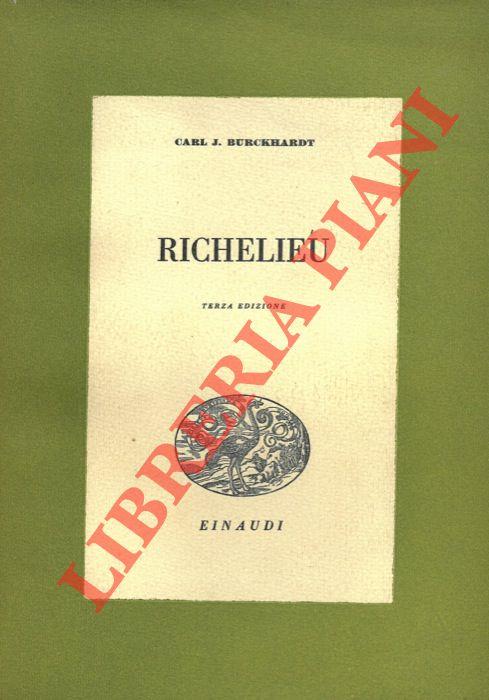 CARL J. BURCKHARDT
RICHELIEU
TERZA EDIZIONE
EINAUDI
LIBRERIA PIANI